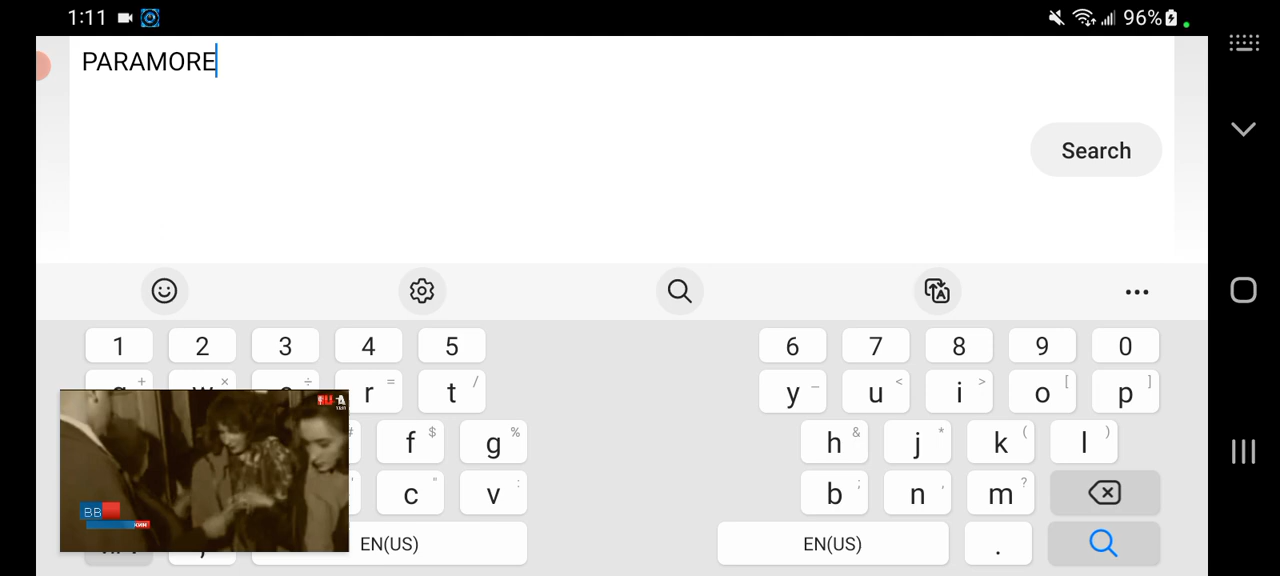 1:11 96%
PARAMORE
Search
1 2 3 4 5 6 7 8 9 0
r = t / y – u < i > o [ p ]
f $ g % h & j * k ( l )
c " v : b ; n , m ?
EN(US) EN(US) .
BB